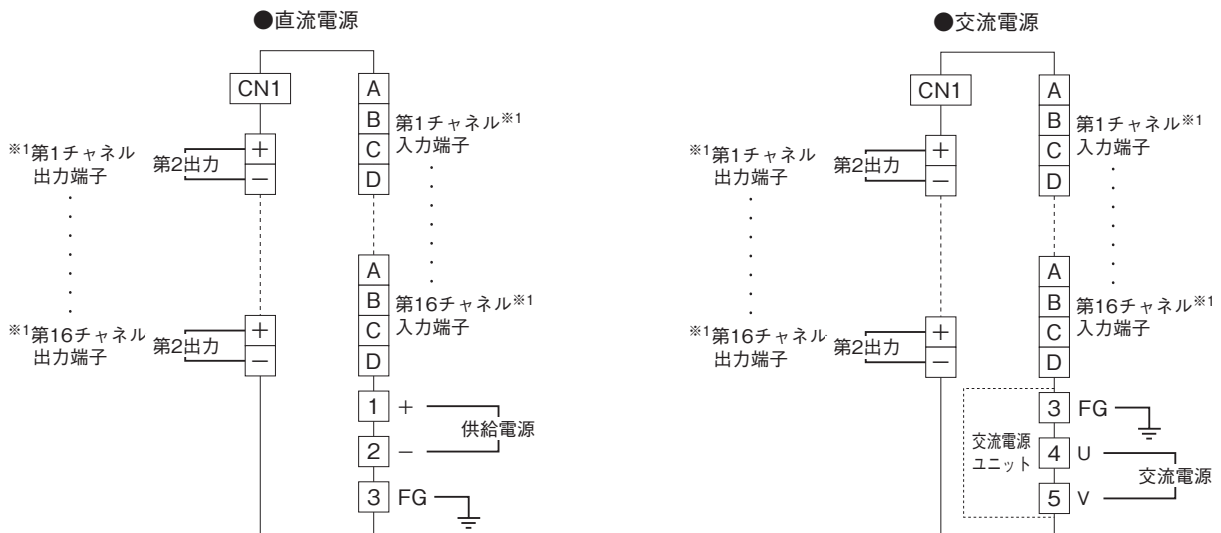 ●直流電源
CN1
A
B
C
D
第1チャネル※1
入力端子
※1第1チャネル
出力端子
第2出力
+
−
A
B
C
D
第16チャネル※1
入力端子
※1第16チャネル
出力端子
第2出力
+
−
1 +
2 −
供給電源
3 FG
●交流電源
CN1
A
B
C
D
第1チャネル※1
入力端子
※1第1チャネル
出力端子
第2出力
+
−
A
B
C
D
第16チャネル※1
入力端子
※1第16チャネル
出力端子
第2出力
+
−
交流電源
ユニット
3 FG
4 U
5 V
交流電源